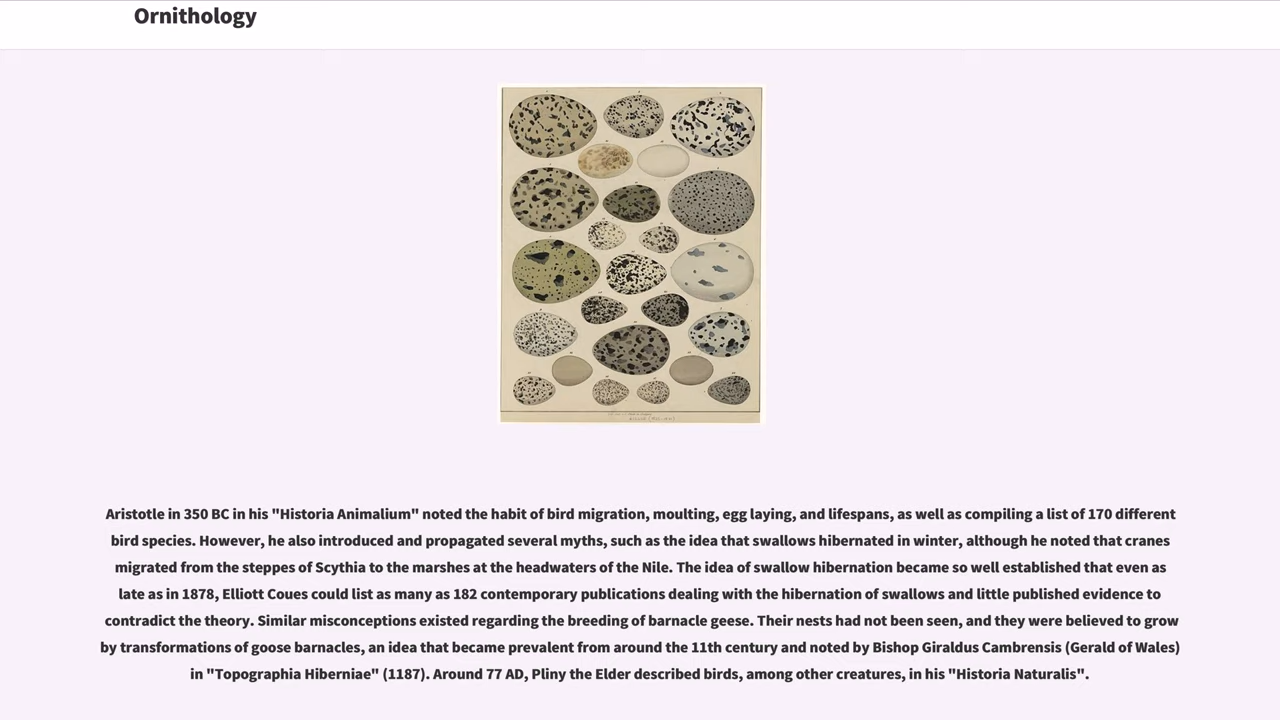 Ornithology
Aristotle in 350 BC in his "Historia Animalium" noted the habit of bird migration, moulting, egg laying, and lifespans, as well as compiling a list of 170 different
bird species. However, he also introduced and propagated several myths, such as the idea that swallows hibernated in winter, although he noted that cranes
migrated from the steppes of Scythia to the marshes at the headwaters of the Nile. The idea of swallow hibernation became so well established that even as
late as in 1878, Elliott Coues could list as many as 182 contemporary publications dealing with the hibernation of swallows and little published evidence to
contradict the theory. Similar misconceptions existed regarding the breeding of barnacle geese. Their nests had not been seen, and they were believed to grow
by transformations of goose barnacles, an idea that became prevalent from around the 11th century and noted by Bishop Giraldus Cambrensis (Gerald of Wales)
in "Topographia Hiberniae" (1187). Around 77 AD, Pliny the Elder described birds, among other creatures, in his "Historia Naturalis".